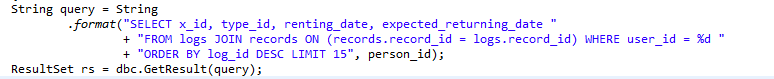 String query = String
.format("SELECT x_id, type_id, renting_date, expected_returning_date "
+ "FROM logs JOIN records ON (records.record_id = logs.record_id) WHERE user_id = %d "
+ "ORDER BY log_id DESC LIMIT 15", person_id);
ResultSet rs = dbc.GetResult(query);